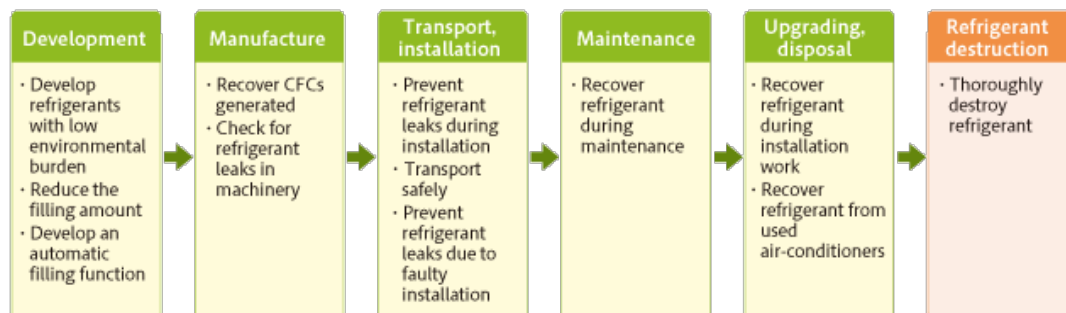 Development
· Develop
refrigerants
with low
environmental
burden
· Reduce the
filling amount
· Develop an
automatic
filling function
Manufacture
· Recover CFCs
generated
· Check for
refrigerant
leaks in
machinery
Transport,
installation
· Prevent
refrigerant
leaks during
installation
· Transport
safely
· Prevent
refrigerant
leaks due to
faulty
installation
Maintenance
· Recover
refrigerant
during
maintenance
Upgrading,
disposal
· Recover
refrigerant
during
installation
work
· Recover
refrigerant from
used
air-conditioners
Refrigerant
destruction
· Thoroughly
destroy
refrigerant